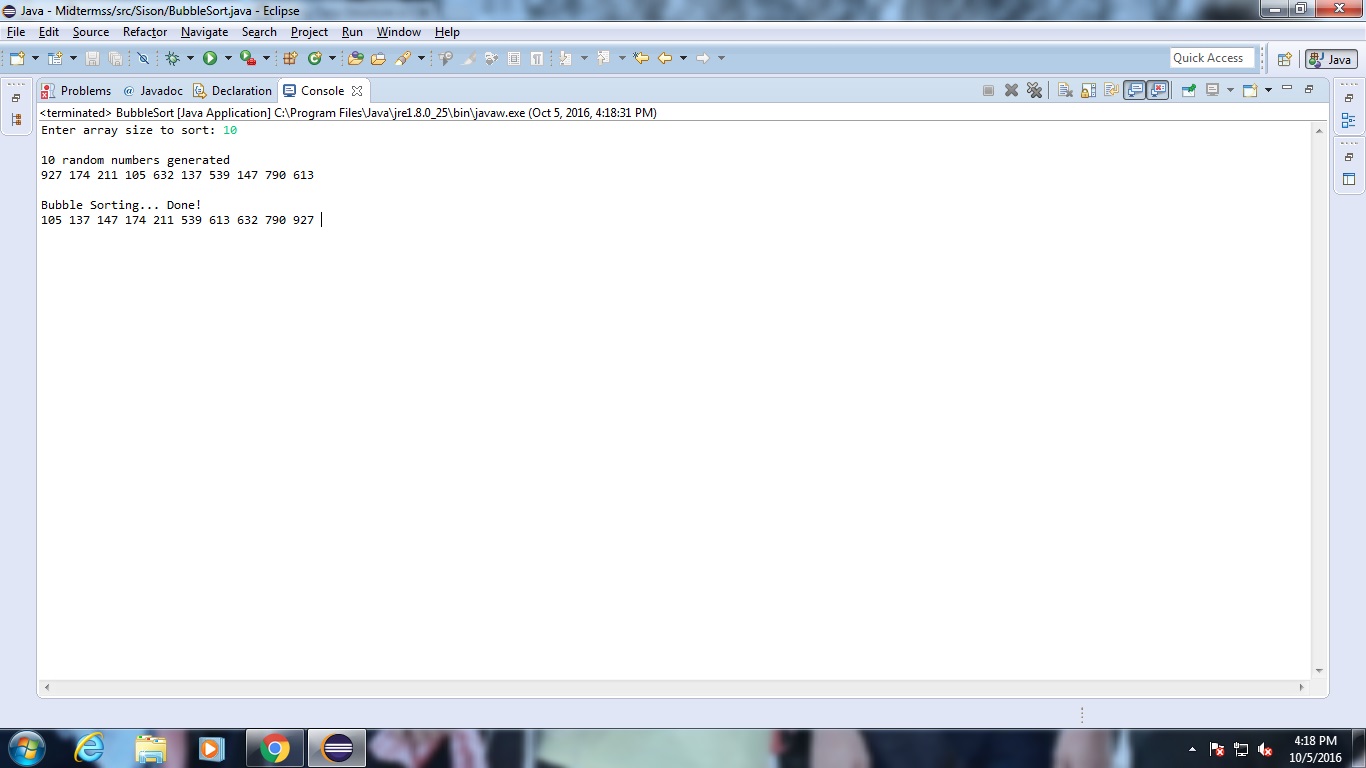 Java - Midtermss/src/Sison/BubbleSort.java - Eclipse
File Edit Source Refactor Navigate Search Project Run Window Help
Quick Access Java
Problems @ Javadoc Declaration Console
<terminated> BubbleSort [Java Application] C:\Program Files\Java\jre1.8.0_25\bin\javaw.exe (Oct 5, 2016, 4:18:31 PM)
Enter array size to sort: 10
10 random numbers generated
927 174 211 105 632 137 539 147 790 613
Bubble Sorting... Done!
105 137 147 174 211 539 613 632 790 927
4:18 PM
10/5/2016